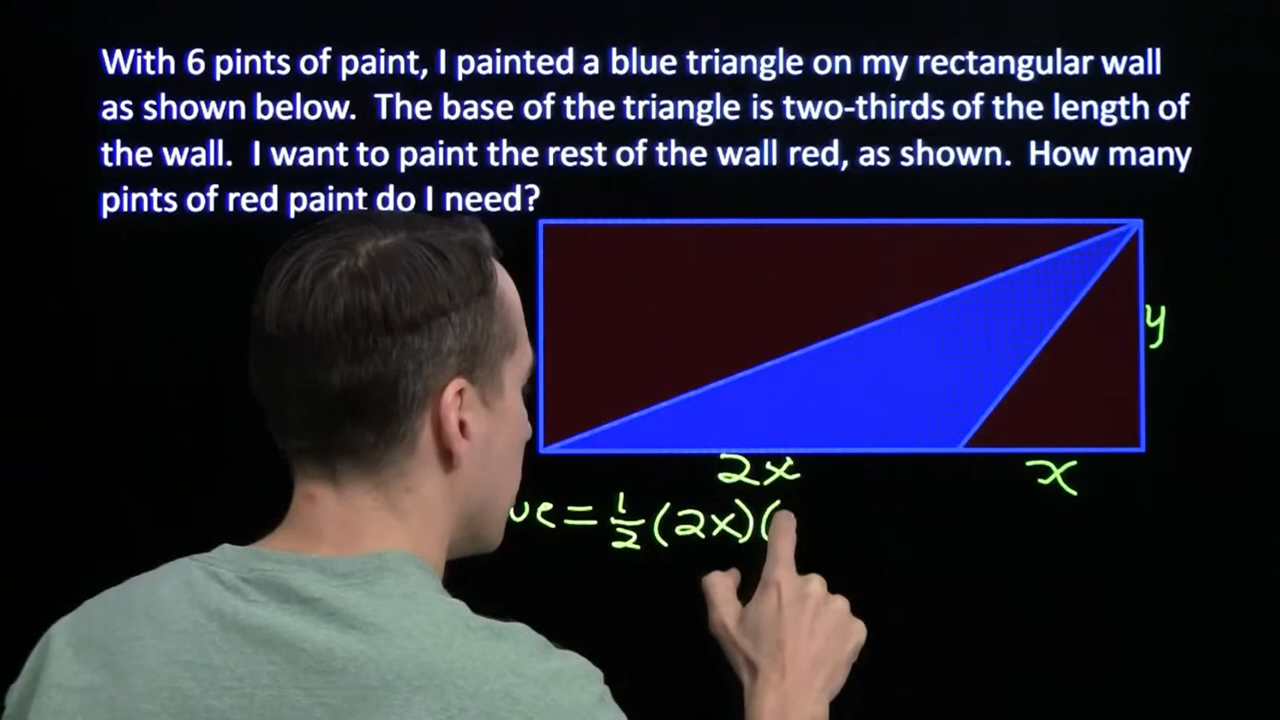 With 6 pints of paint, I painted a blue triangle on my rectangular wall
as shown below. The base of the triangle is two-thirds of the length of
the wall. I want to paint the rest of the wall red, as shown. How many
pints of red paint do I need?
y
2x
x
= 1/2 (2x)(